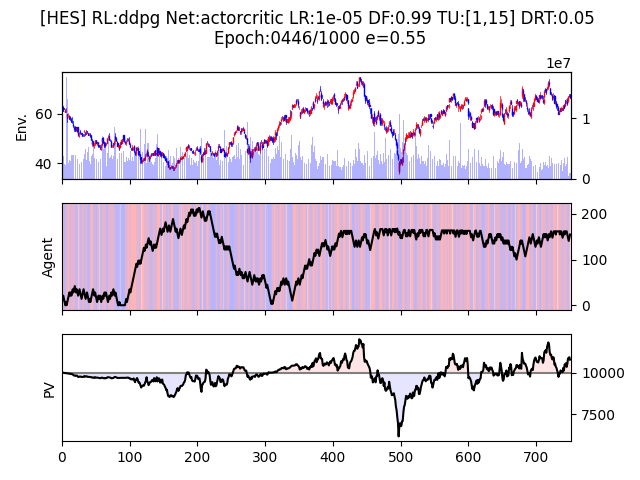 [HES] RL:ddpg Net:actorcritic LR:1e-05 DF:0.99 TU:[1,15] DRT:0.05
Epoch:0446/1000 e=0.55
1e7
Env.
60
40
1
0
Agent
200
100
0
PV
10000
7500
0 100 200 300 400 500 600 700